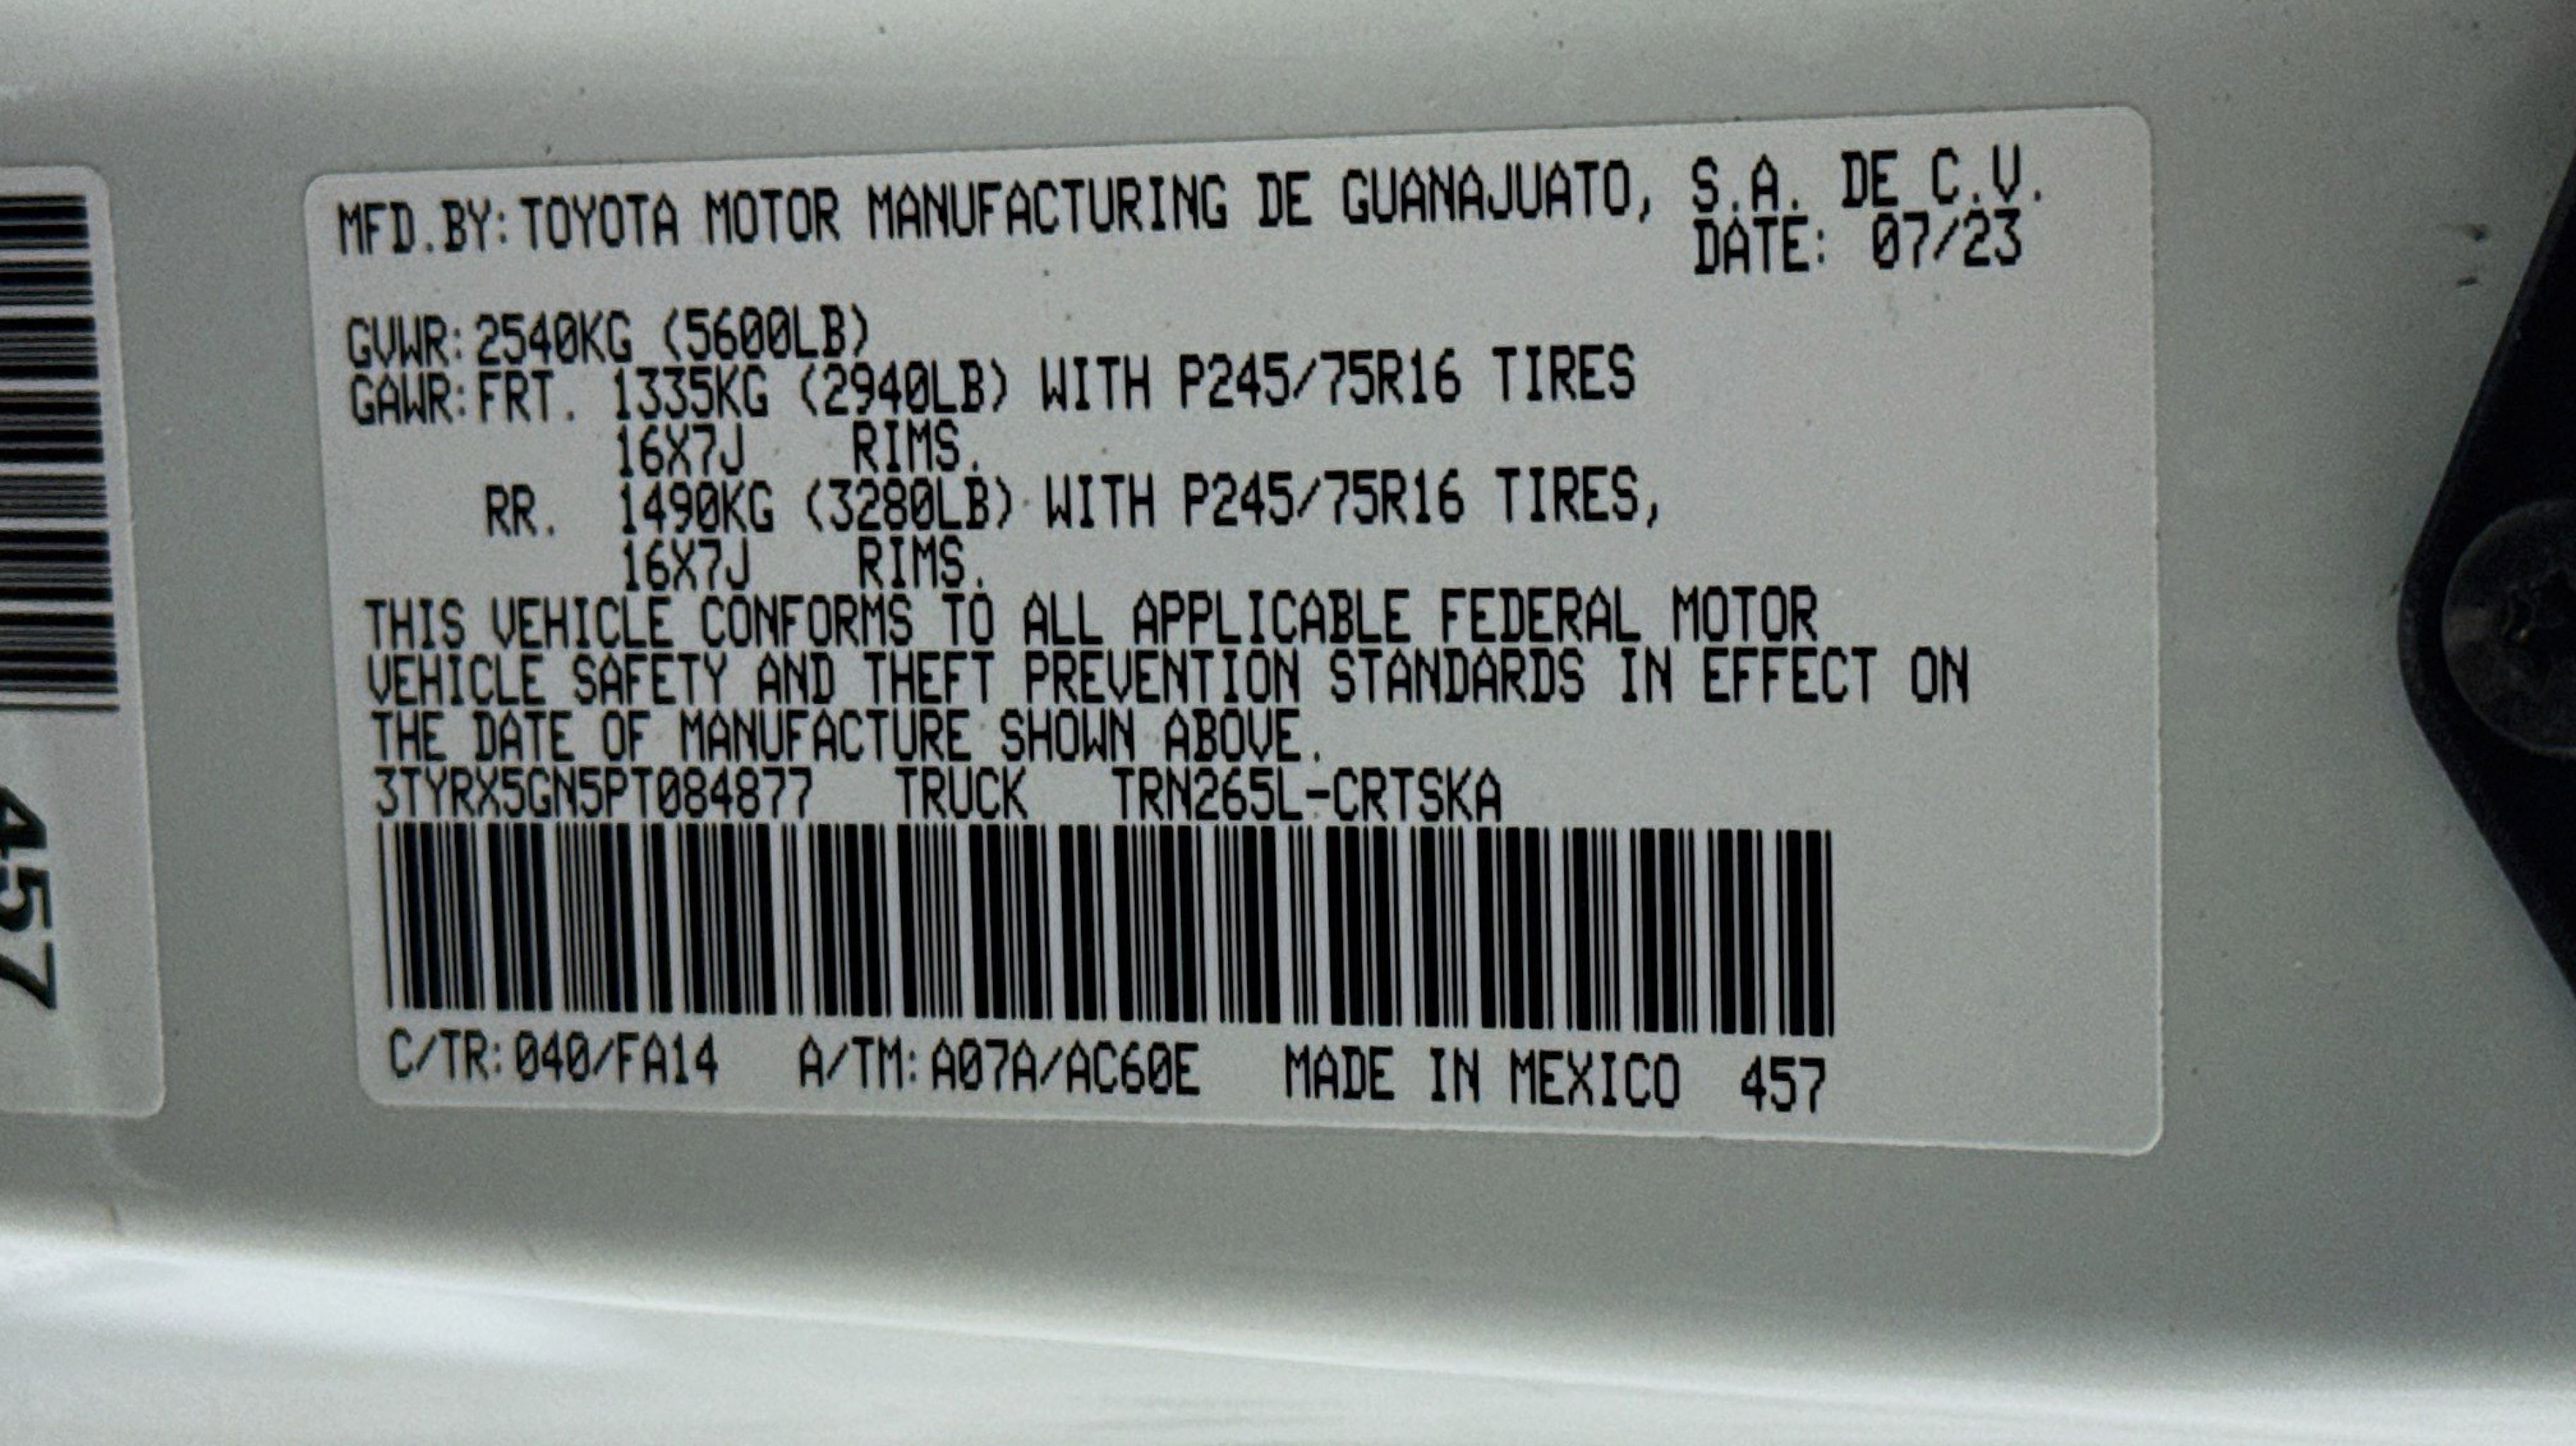 MFD.BY:TOYOTA MOTOR MANUFACTURING DE GUANAJUATO, S.A. DE C.V.
DATE: 07/23
GVWR:2540KG (5600LB)
GAWR:FRT. 1335KG (2940LB) WITH P245/75R16 TIRES
16X7J RIMS.
RR. 1490KG (3280LB) WITH P245/75R16 TIRES,
16X7J RIMS.
THIS VEHICLE CONFORMS TO ALL APPLICABLE FEDERAL MOTOR
VEHICLE SAFETY AND THEFT PREVENTION STANDARDS IN EFFECT ON
THE DATE OF MANUFACTURE SHOWN ABOVE.
3TYRX5GN5PT084877 TRUCK TRN265L-CRTSKA
C/TR:040/FA14 A/TM:A07A/AC60E MADE IN MEXICO 457
457